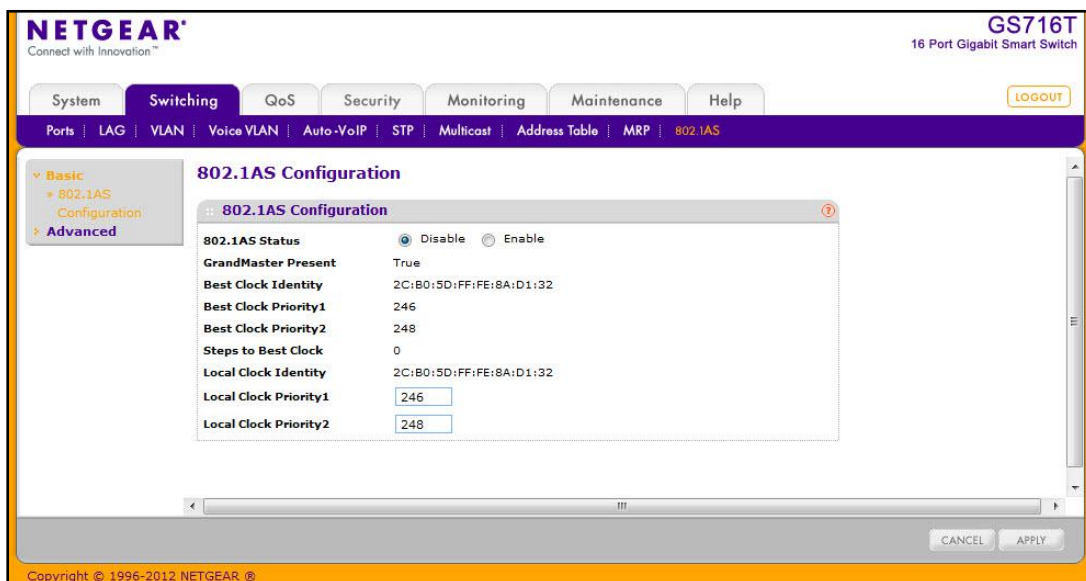 NETGEAR®
Connect with Innovation™
GS716T
16 Port Gigabit Smart Switch
System Switching QoS Security Monitoring Maintenance Help LOGOUT
Ports | LAG | VLAN | Voice VLAN | Auto-VoIP | STP | Multicast | Address Table | MRP | 802.1AS
Basic
802.1AS
Configuration
Advanced
802.1AS Configuration
802.1AS Configuration
802.1AS Status Disable Enable
GrandMaster Present True
Best Clock Identity 2C:B0:5D:FF:FE:8A:D1:32
Best Clock Priority1 246
Best Clock Priority2 248
Steps to Best Clock 0
Local Clock Identity 2C:B0:5D:FF:FE:8A:D1:32
Local Clock Priority1 246
Local Clock Priority2 248
CANCEL APPLY
Copyright © 1996-2012 NETGEAR ®